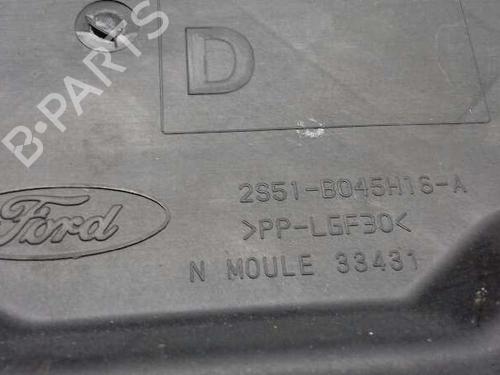 B-PARTS
D
2S51-B045H16-A
Ford
>PP-LGF30<
N MOULE 33431